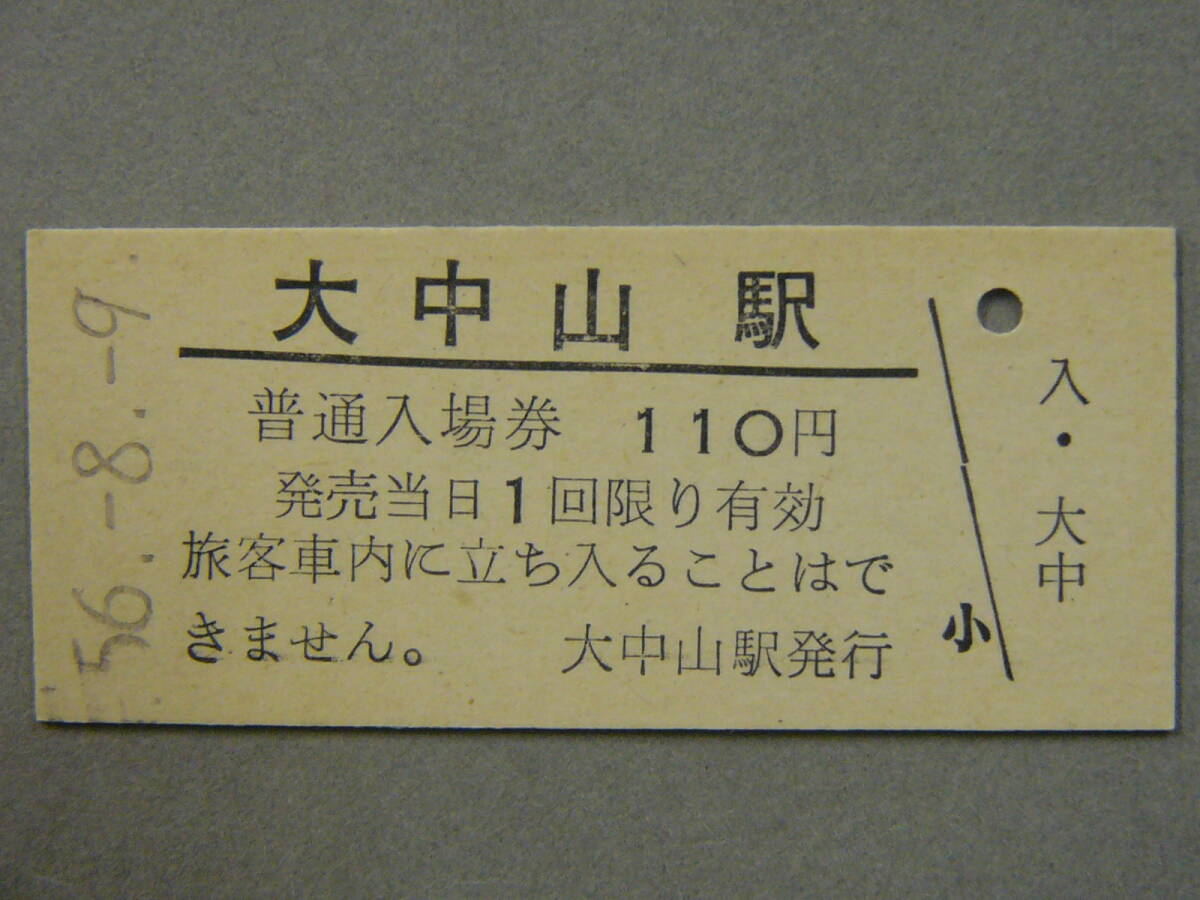 大中山駅
普通入場券 110円
発売当日1回限り有効
旅客車内に立ち入ることはで
きません。 大中山駅発行
小
入・大中
56.-8.-9.